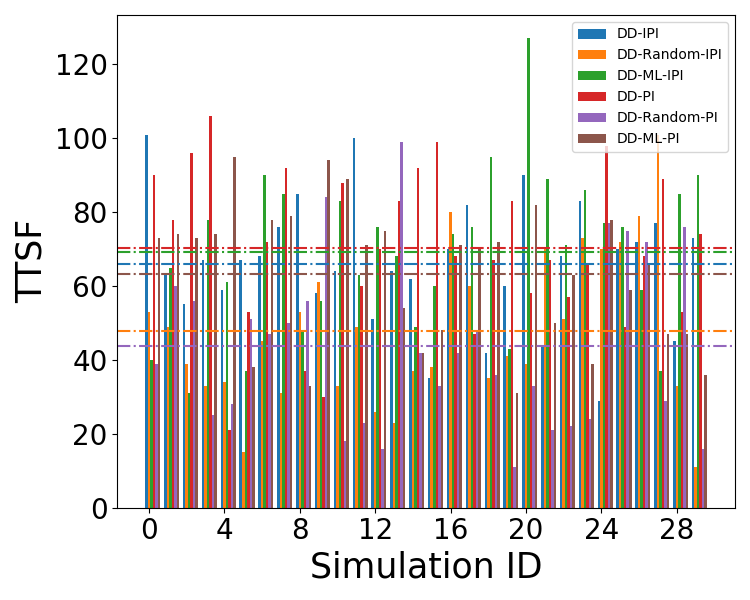 120
100
80
60
40
20
0
TTSF
0 4 8 12 16 20 24 28
Simulation ID
DD-IPI
DD-Random-IPI
DD-ML-IPI
DD-PI
DD-Random-PI
DD-ML-PI